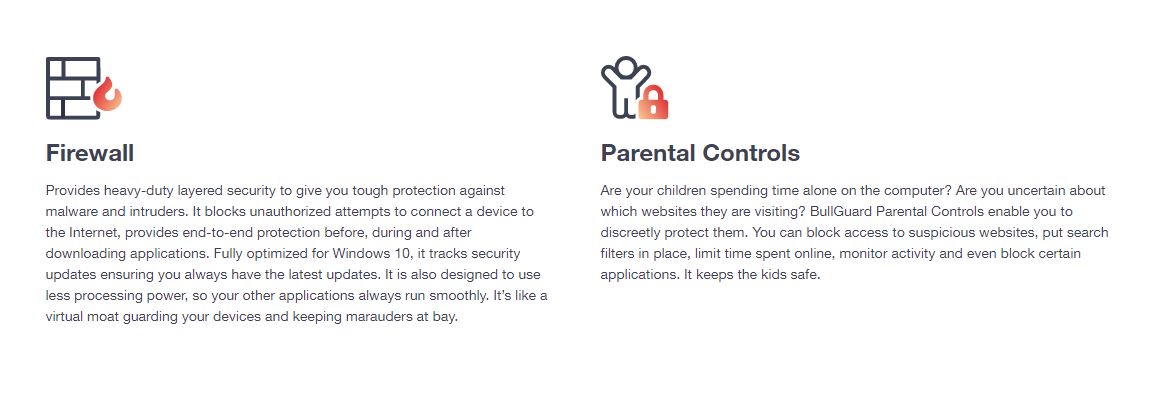 Firewall
Provides heavy-duty layered security to give you tough protection against
malware and intruders. It blocks unauthorized attempts to connect a device to
the Internet, provides end-to-end protection before, during and after
downloading applications. Fully optimized for Windows 10, it tracks security
updates ensuring you always have the latest updates. It is also designed to use
less processing power, so your other applications always run smoothly. It’s like a
virtual moat guarding your devices and keeping marauders at bay.
Parental Controls
Are your children spending time alone on the computer? Are you uncertain about
which websites they are visiting? BullGuard Parental Controls enable you to
discreetly protect them. You can block access to suspicious websites, put search
filters in place, limit time spent online, monitor activity and even block certain
applications. It keeps the kids safe.